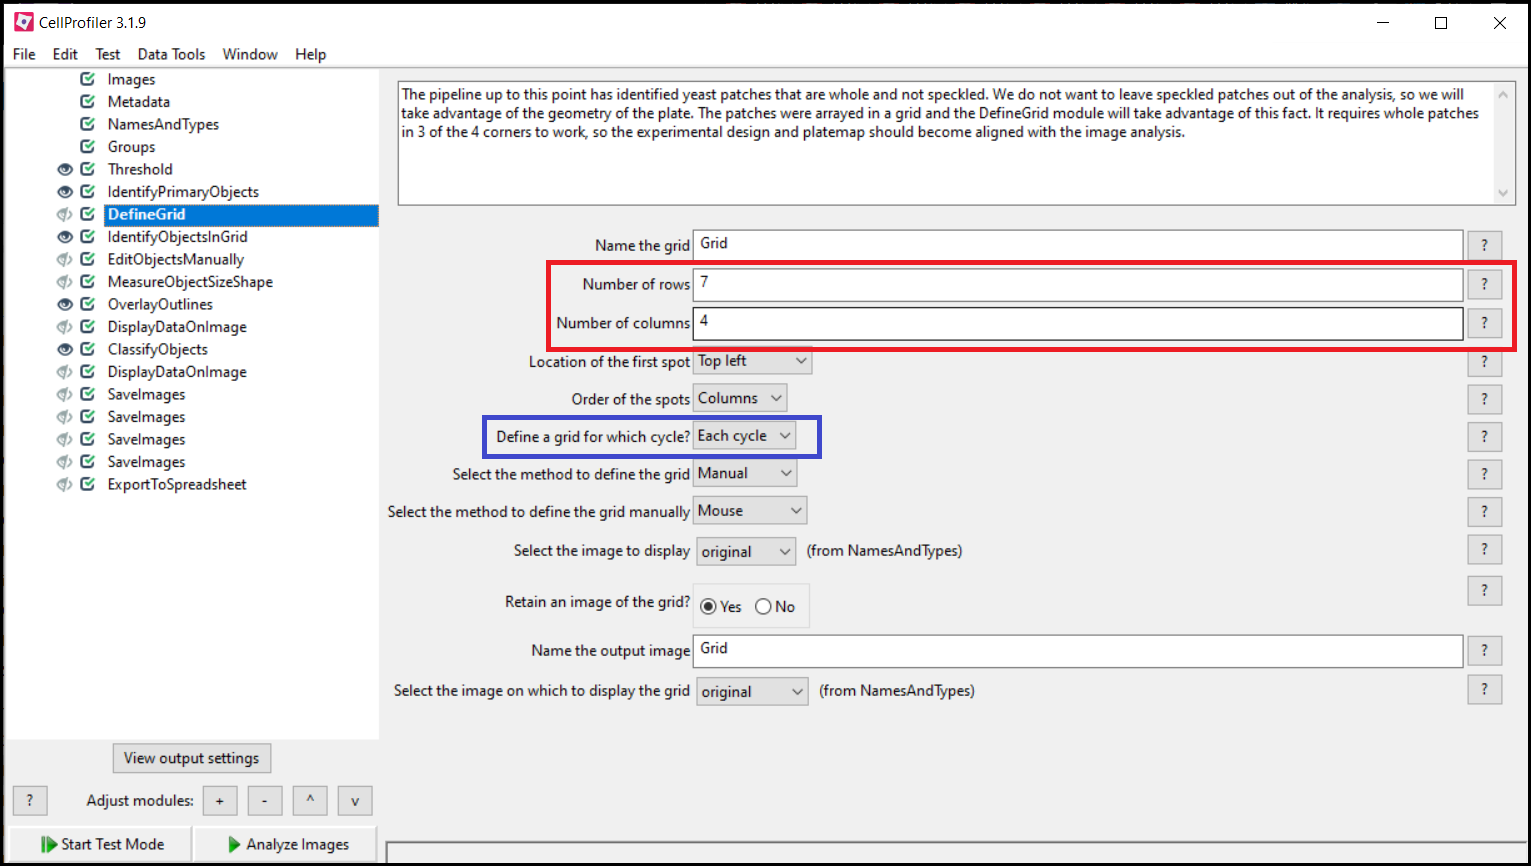 CellProfiler 3.1.9
File Edit Test Data Tools Window Help
Images
Metadata
NamesAndTypes
Groups
Threshold
IdentifyPrimaryObjects
DefineGrid
IdentifyObjectsInGrid
EditObjectsManually
MeasureObjectSizeShape
OverlayOutlines
DisplayDataOnImage
ClassifyObjects
DisplayDataOnImage
SaveImages
SaveImages
SaveImages
SaveImages
ExportToSpreadsheet
View output settings
? Adjust modules: + - ^ v
Start Test Mode Analyze Images
The pipeline up to this point has identified yeast patches that are whole and not speckled. We do not want to leave speckled patches out of the analysis, so we will
take advantage of the geometry of the plate. The patches were arrayed in a grid and the DefineGrid module will take advantage of this fact. It requires whole patches
in 3 of the 4 corners to work, so the experimental design and platemap should become aligned with the image analysis.
Name the grid Grid ?
Number of rows 7 ?
Number of columns 4 ?
Location of the first spot Top left ?
Order of the spots Columns ?
Define a grid for which cycle? Each cycle ?
Select the method to define the grid Manual ?
Select the method to define the grid manually Mouse ?
Select the image to display original (from NamesAndTypes) ?
Retain an image of the grid? Yes No ?
Name the output image Grid ?
Select the image on which to display the grid original (from NamesAndTypes) ?